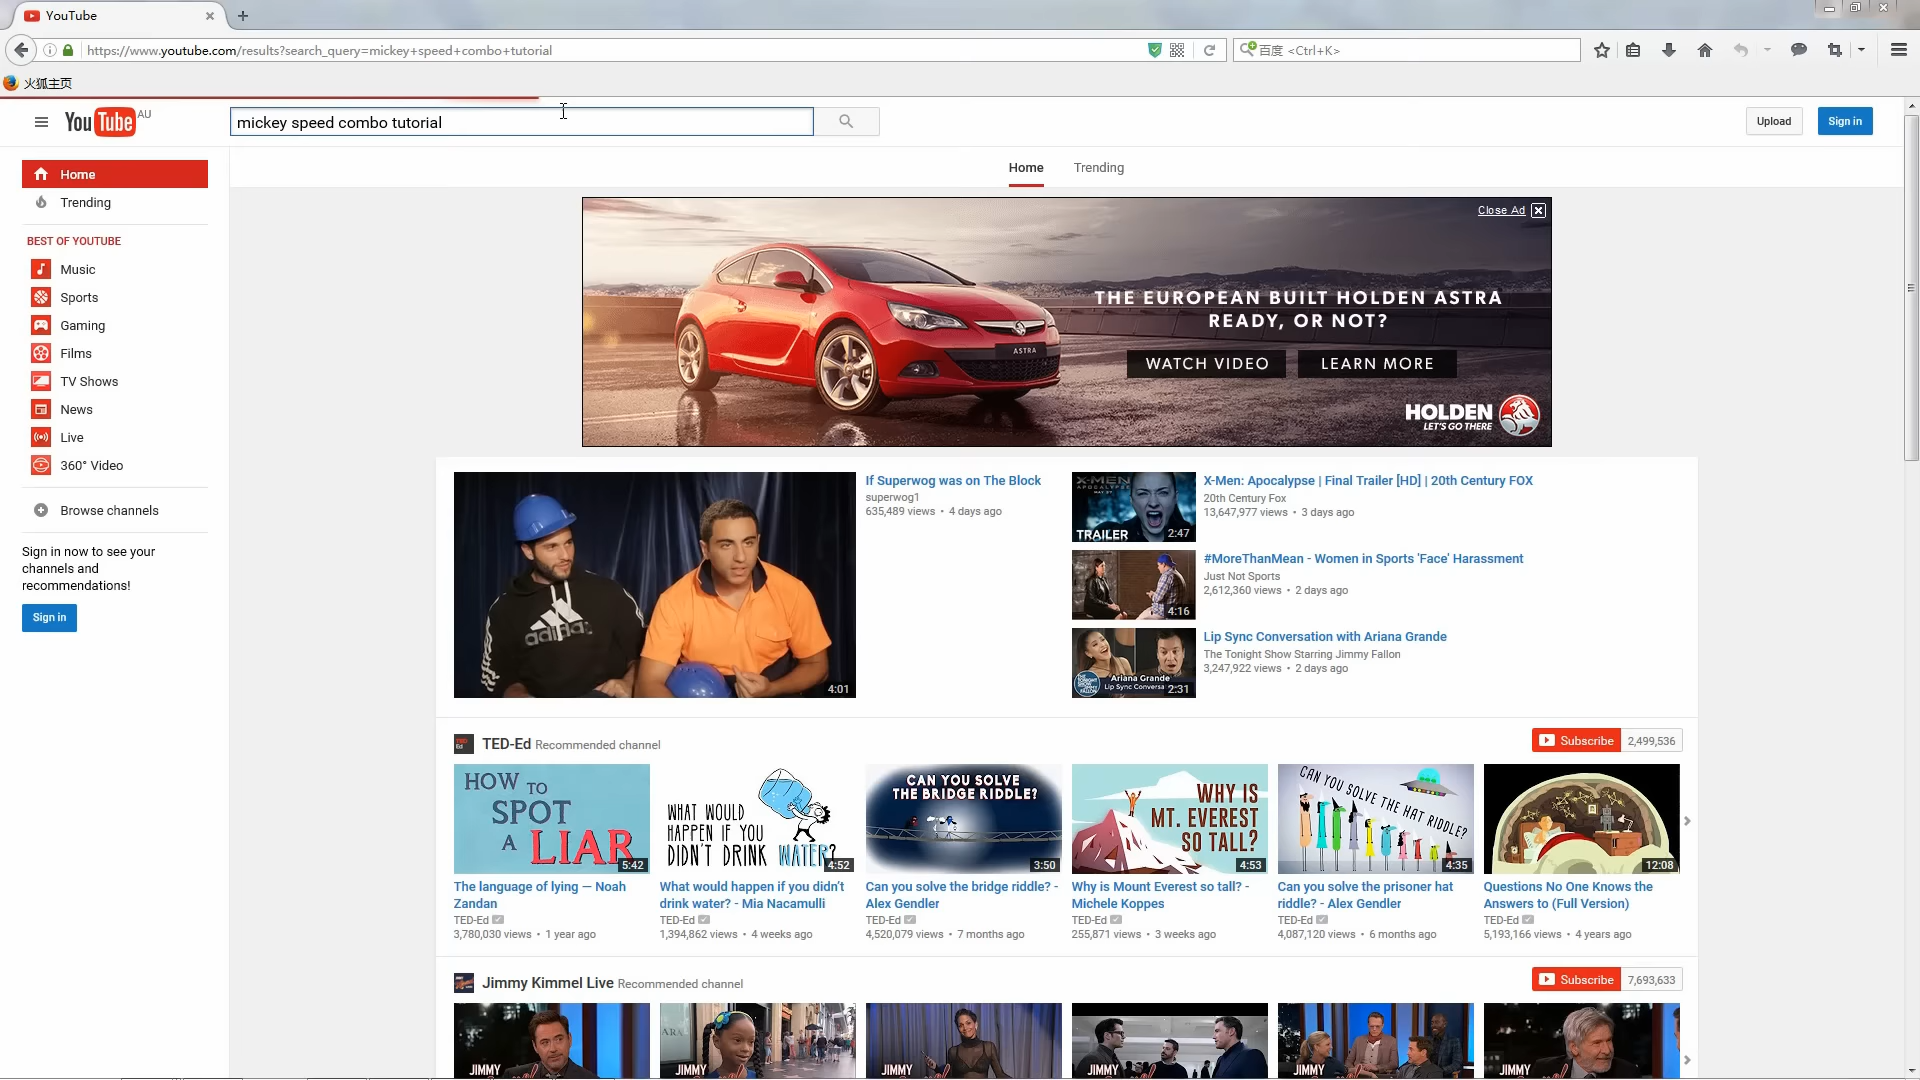 YouTube
https://www.youtube.com/results?search_query=mickey+speed+combo+tutorial
百度 <Ctrl+K>
火狐主页
YouTube AU
mickey speed combo tutorial
Upload
Sign in
Home
Trending
Home
Trending
BEST OF YOUTUBE
Music
Sports
Gaming
Films
TV Shows
News
Live
360° Video
Browse channels
Sign in now to see your
channels and
recommendations!
Sign in
Close Ad
THE EUROPEAN BUILT HOLDEN ASTRA
READY, OR NOT?
WATCH VIDEO
LEARN MORE
ASTRA
HOLDEN
LET'S GO THERE
adidas
4:01
If Superwog was on The Block
superwog1
635,489 views • 4 days ago
X-MEN
APOCALYPSE
TRAILER
2:47
X-Men: Apocalypse | Final Trailer [HD] | 20th Century FOX
20th Century Fox
13,647,977 views • 3 days ago
4:16
#MoreThanMean - Women in Sports 'Face' Harassment
Just Not Sports
2,612,360 views • 2 days ago
Ariana Grande
Lip Sync Conversa
2:31
Lip Sync Conversation with Ariana Grande
The Tonight Show Starring Jimmy Fallon
3,247,922 views • 2 days ago
TED-Ed Recommended channel
Subscribe 2,499,536
HOW TO
SPOT
A LIAR
5:42
The language of lying — Noah
Zandan
TED-Ed
3,780,030 views • 1 year ago
WHAT WOULD
HAPPEN IF YOU
DIDN'T DRINK WATER?
4:52
What would happen if you didn't
drink water? - Mia Nacamulli
TED-Ed
1,394,862 views • 4 weeks ago
CAN YOU SOLVE
THE BRIDGE RIDDLE?
3:50
Can you solve the bridge riddle? -
Alex Gendler
TED-Ed
4,520,079 views • 7 months ago
WHY IS
MT. EVEREST
SO TALL?
4:53
Why is Mount Everest so tall? -
Michele Koppes
TED-Ed
255,871 views • 3 weeks ago
CAN YOU SOLVE THE HAT RIDDLE?
4:35
Can you solve the prisoner hat
riddle? - Alex Gendler
TED-Ed
4,087,120 views • 6 months ago
12:08
Questions No One Knows the
Answers to (Full Version)
TED-Ed
5,193,166 views • 4 years ago
Jimmy Kimmel Live Recommended channel
Subscribe 7,693,633
JIMMY
JIMMY
JIMMY
JIMMY
JIMMY
JIMMY